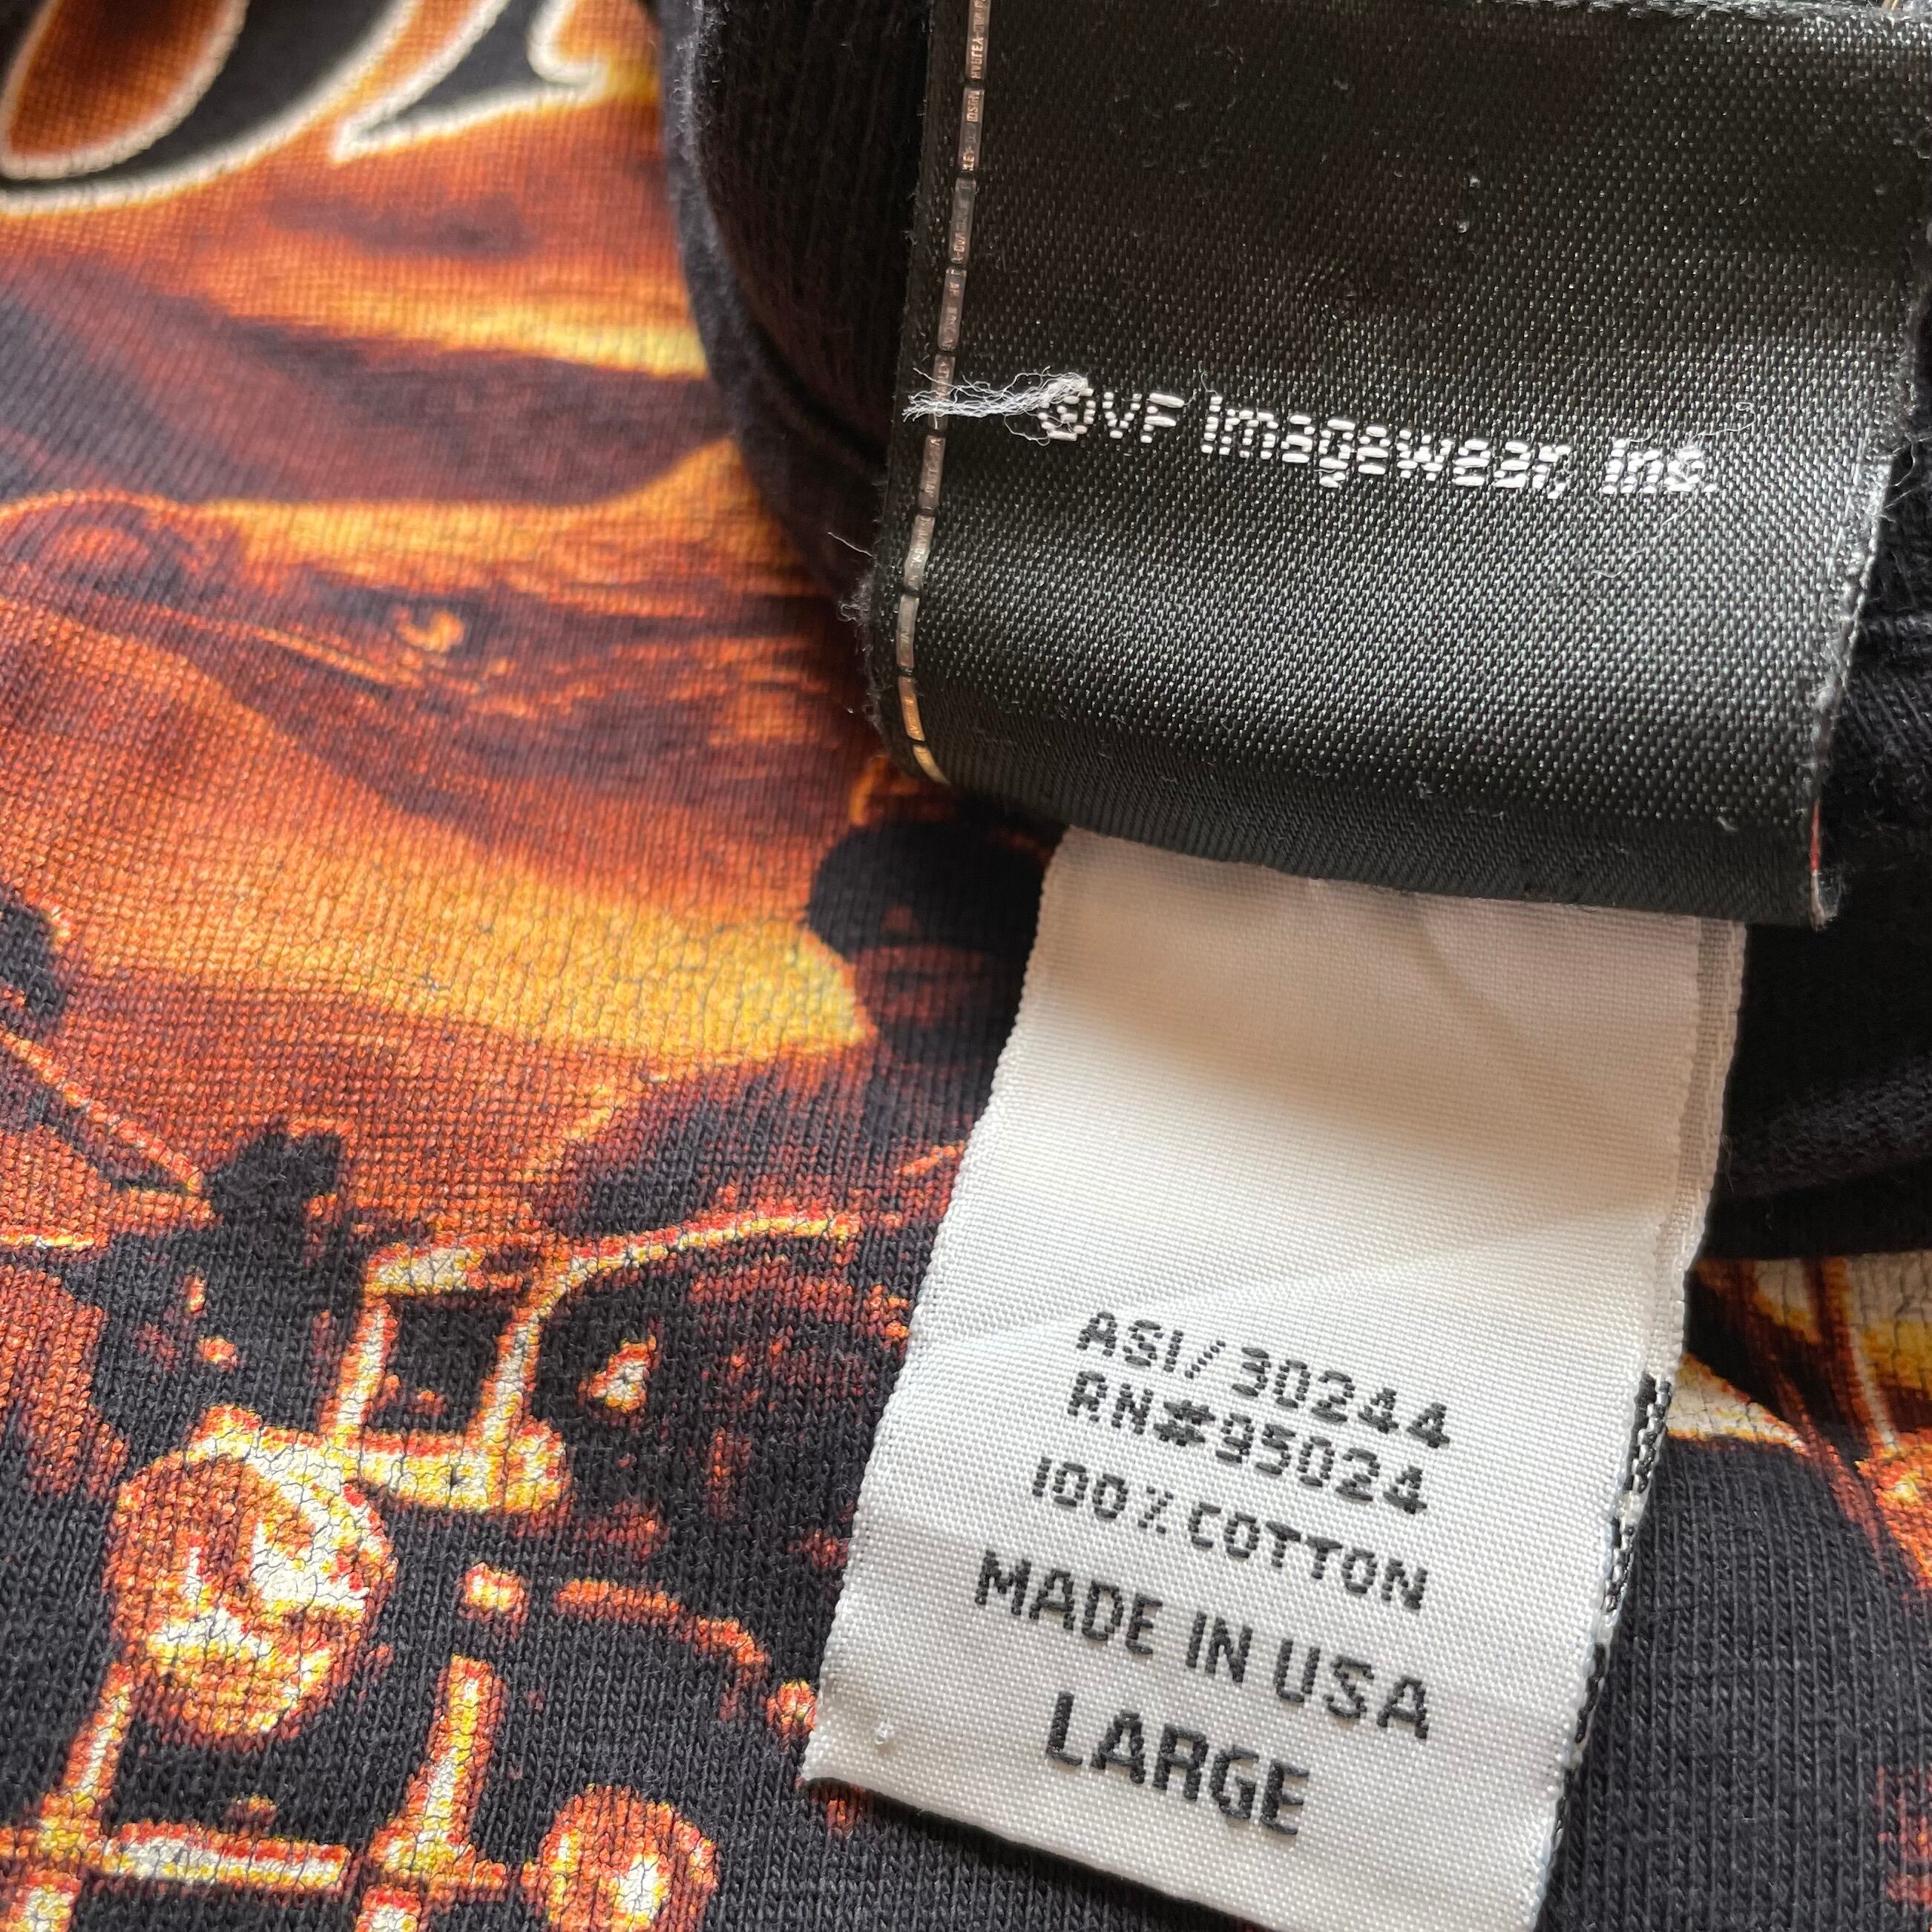 ©VF Imagewear, Inc.
ASI/30244
RN#95024
100% COTTON
MADE IN USA
LARGE